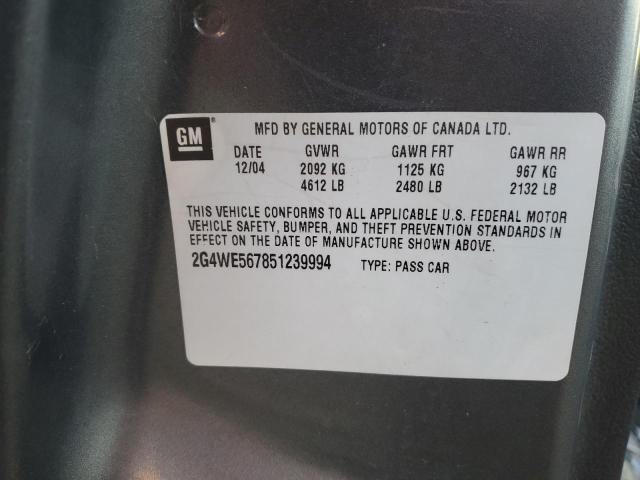 GM
MFD BY GENERAL MOTORS OF CANADA LTD.
DATE GVWR GAWR FRT GAWR RR
12/04 2092 KG 1125 KG 967 KG
4612 LB 2480 LB 2132 LB
THIS VEHICLE CONFORMS TO ALL APPLICABLE U.S. FEDERAL MOTOR
VEHICLE SAFETY, BUMPER, AND THEFT PREVENTION STANDARDS IN
EFFECT ON THE DATE OF MANUFACTURE SHOWN ABOVE.
2G4WE567851239994 TYPE: PASS CAR